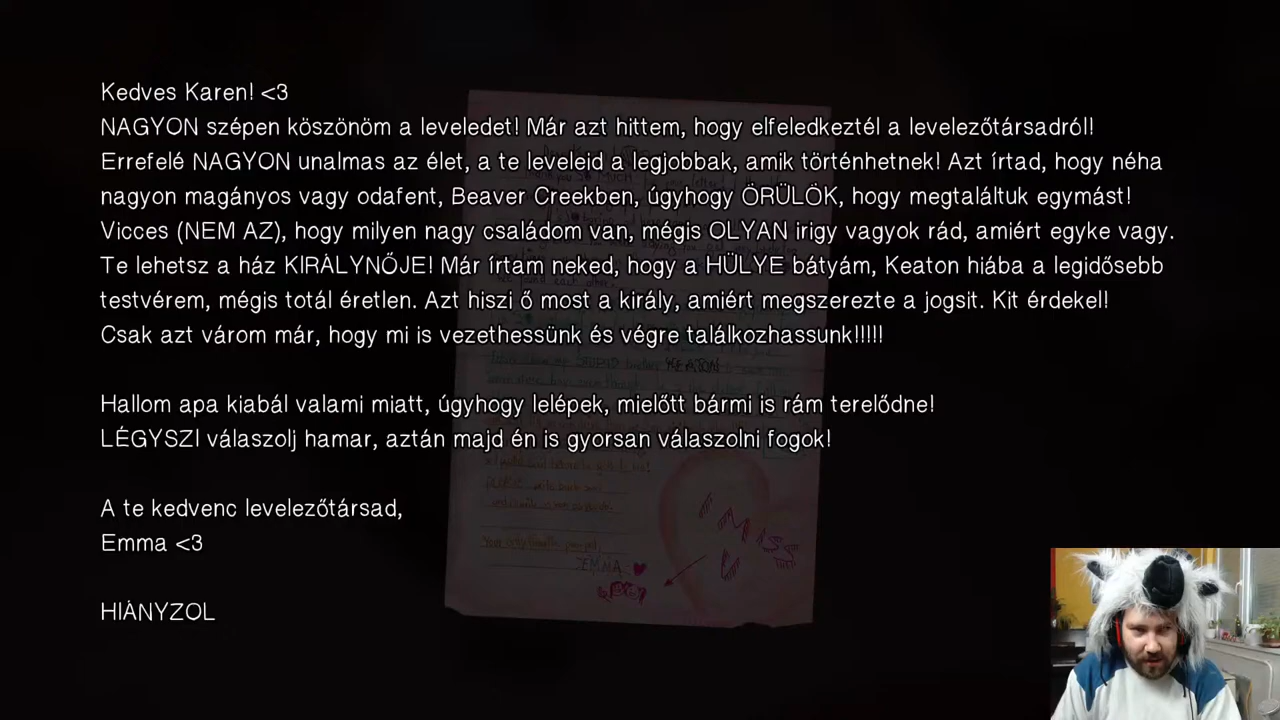 Kedves Karen! <3
NAGYON szépen köszönöm a leveledet! Már azt hittem, hogy elfeledkeztél a levelezőtársadról!
Errefelé NAGYON unalmas az élet, a te leveleid a legjobbak, amik történhetnek! Azt írtad, hogy néha
nagyon magányos vagy odafent, Beaver Creekben, úgyhogy ÖRÜLÖK, hogy megtaláltuk egymást!
Vicces (NEM AZ), hogy milyen nagy családom van, mégis OLYAN irigy vagyok rád, amiért egyke vagy.
Te lehetsz a ház KIRÁLYNŐJE! Már írtam neked, hogy a HÜLYE bátyám, Keaton hiába a legidősebb
testvérem, mégis totál éretlen. Azt hiszi ő most a király, amiért megszerezte a jogsit. Kit érdekel!
Csak azt várom már, hogy mi is vezethessünk és végre találkozhassunk!!!!!
Hallom apa kiabál valami miatt, úgyhogy lelépek, mielőtt bármi is rám terelődne!
LÉGYSZI válaszolj hamar, aztán majd én is gyorsan válaszolni fogok!
A te kedvenc levelezőtársad,
Emma <3
HIÁNYZOL
EMMA